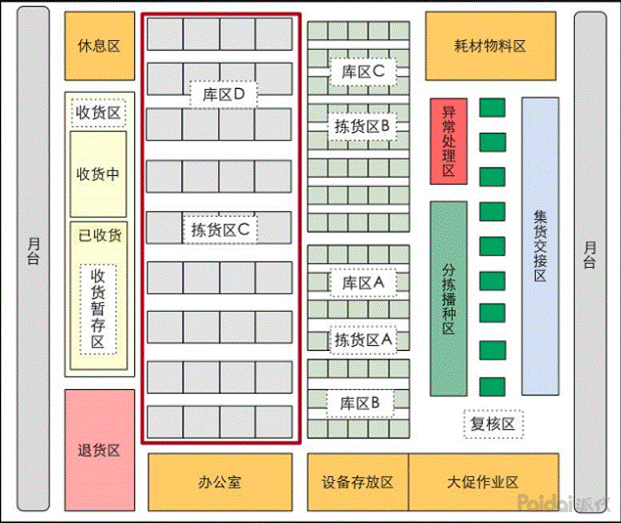 休息区
库区D
库区C
耗材物料区
收货区
拣货区B
异常处理区
收货中
月台
已收货
收货暂存区
拣货区C
库区A
分拣播种区
集货交接区
月台
拣货区A
库区B
复核区
退货区
办公室
设备存放区
大促作业区
Paidai派代